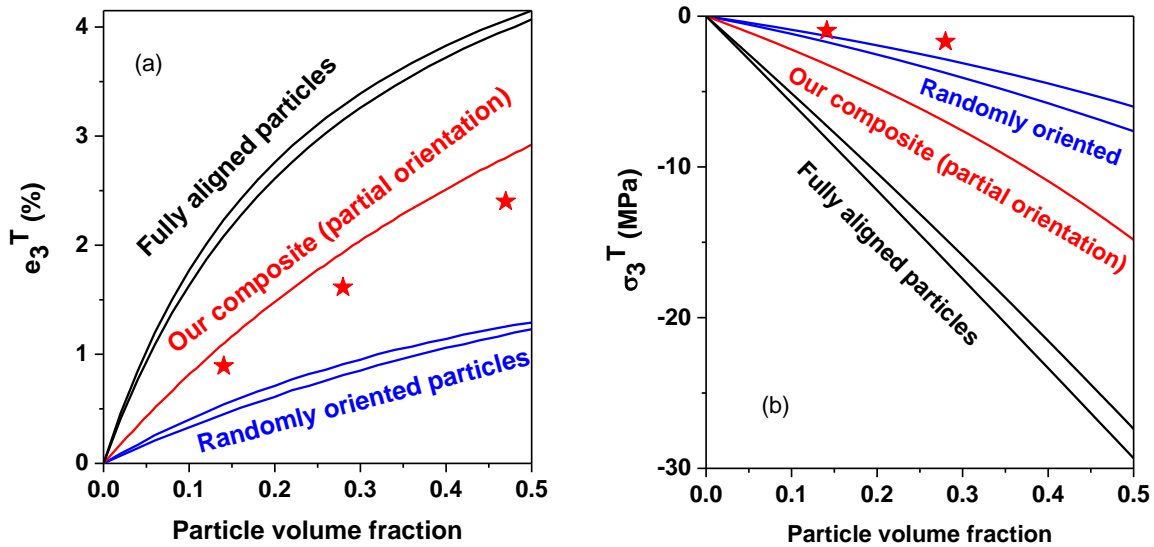 4
3
2
1
0
e3T (%)
(a)
Fully aligned particles
Our composite (partial orientation)
Randomly oriented particles
0.0 0.1 0.2 0.3 0.4 0.5
Particle volume fraction
0
-10
-20
-30
σ3T (MPa)
Randomly oriented
Our composite (partial orientation)
Fully aligned particles
(b)
0.0 0.1 0.2 0.3 0.4 0.5
Particle volume fraction